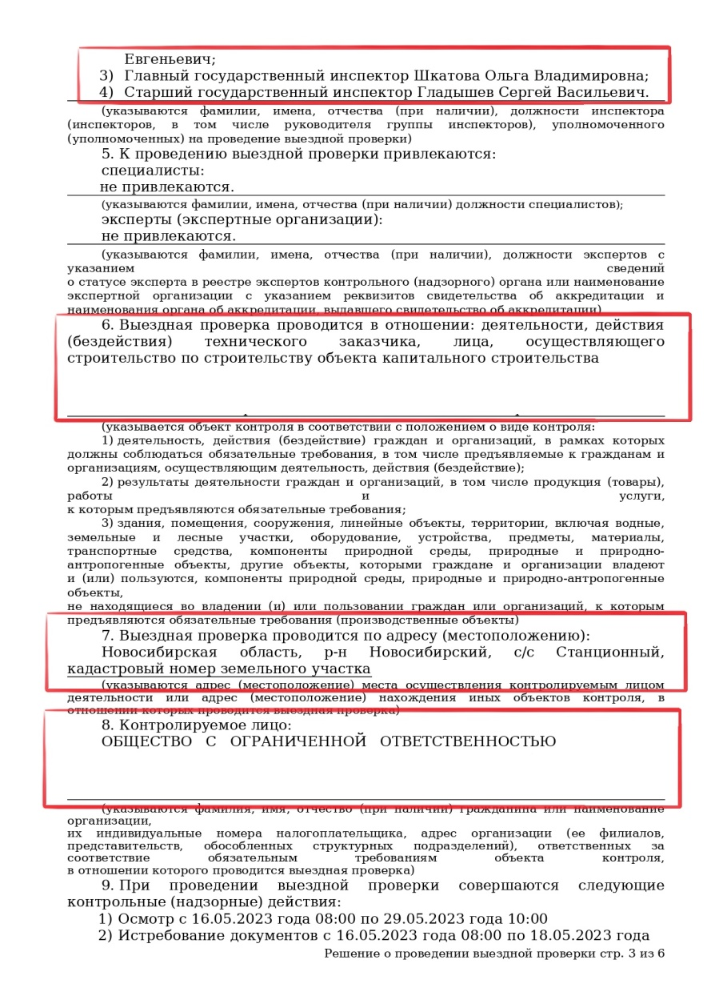 Евгеньевич;
3) Главный государственный инспектор Шкатова Ольга Владимировна;
4) Старший государственный инспектор Гладышев Сергей Васильевич.
(указываются фамилии, имена, отчества (при наличии), должности инспектора
(инспекторов, в том числе руководителя группы инспекторов), уполномоченного
(уполномоченных) на проведение выездной проверки)
5. К проведению выездной проверки привлекаются:
специалисты:
не привлекаются.
(указываются фамилии, имена, отчества (при наличии) должности специалистов);
эксперты (экспертные организации):
не привлекаются.
(указываются фамилии, имена, отчества (при наличии), должности экспертов с
указанием сведений
о статусе эксперта в реестре экспертов контрольного (надзорного) органа или наименование
экспертной организации с указанием реквизитов свидетельства об аккредитации и
наименования органа об аккредитации, выдавшего свидетельство об аккредитации)
6. Выездная проверка проводится в отношении: деятельности, действия
(бездействия) технического заказчика, лица, осуществляющего
строительство по строительству объекта капитального строительства
(указывается объект контроля в соответствии с положением о виде контроля:
1) деятельность, действия (бездействие) граждан и организаций, в рамках которых
должны соблюдаться обязательные требования, в том числе предъявляемые к гражданам и
организациям, осуществляющим деятельность, действия (бездействие);
2) результаты деятельности граждан и организаций, в том числе продукция (товары),
работы и услуги,
к которым предъявляются обязательные требования;
3) здания, помещения, сооружения, линейные объекты, территории, включая водные,
земельные и лесные участки, оборудование, устройства, предметы, материалы,
транспортные средства, компоненты природной среды, природные и природно-
антропогенные объекты, другие объекты, которыми граждане и организации владеют
и (или) пользуются, компоненты природной среды, природные и природно-антропогенные
объекты,
не находящиеся во владении (и) или пользовании граждан или организаций, к которым
предъявляются обязательные требования (производственные объекты)
7. Выездная проверка проводится по адресу (местоположению):
Новосибирская область, р-н Новосибирский, с/с Станционный,
кадастровый номер земельного участка
(указываются адрес (местоположение) места осуществления контролируемым лицом
деятельности или адрес (местоположение) нахождения иных объектов контроля, в
отношении которых проводится выездная проверка)
8. Контролируемое лицо:
ОБЩЕСТВО С ОГРАНИЧЕННОЙ ОТВЕТСТВЕННОСТЬЮ
(указываются фамилия, имя, отчество (при наличии) гражданина или наименование
организации,
их индивидуальные номера налогоплательщика, адрес организации (ее филиалов,
представительств, обособленных структурных подразделений), ответственных за
соответствие обязательным требованиям объекта контроля,
в отношении которого проводится выездная проверка)
9. При проведении выездной проверки совершаются следующие
контрольные (надзорные) действия:
1) Осмотр с 16.05.2023 года 08:00 по 29.05.2023 года 10:00
2) Истребование документов с 16.05.2023 года 08:00 по 18.05.2023 года
Решение о проведении выездной проверки стр. 3 из 6